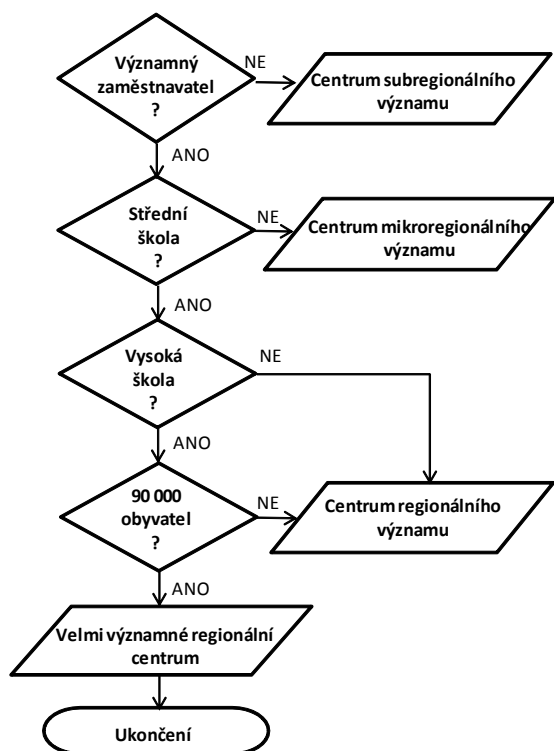 Významný
zaměstnavatel
?
NE
Centrum subregionálního
významu
ANO
Střední
škola
?
NE
Centrum mikroregionálního
významu
ANO
Vysoká
škola
?
NE
ANO
90 000
obyvatel
?
NE
Centrum regionálního
významu
ANO
Velmi významné regionální
centrum
Ukončení